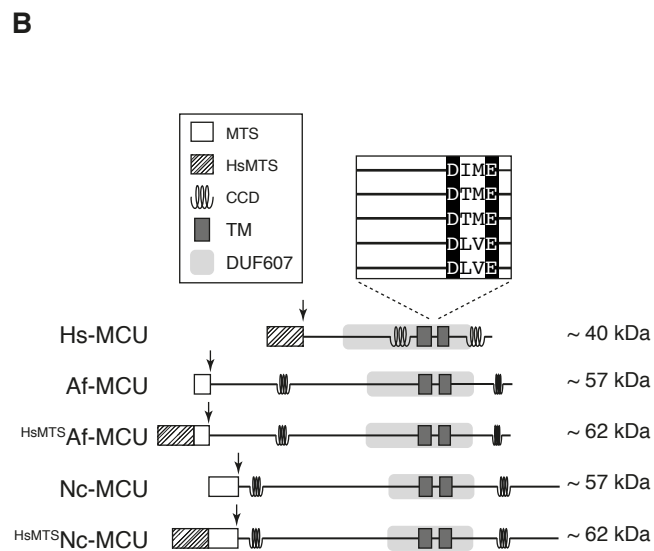 B
MTS
HsMTS
CCD
TM
DUF607
DIME
DTME
DTME
DLVE
DLVE
Hs-MCU ~ 40 kDa
Af-MCU ~ 57 kDa
HsMTSAf-MCU ~ 62 kDa
Nc-MCU ~ 57 kDa
HsMTSNc-MCU ~ 62 kDa